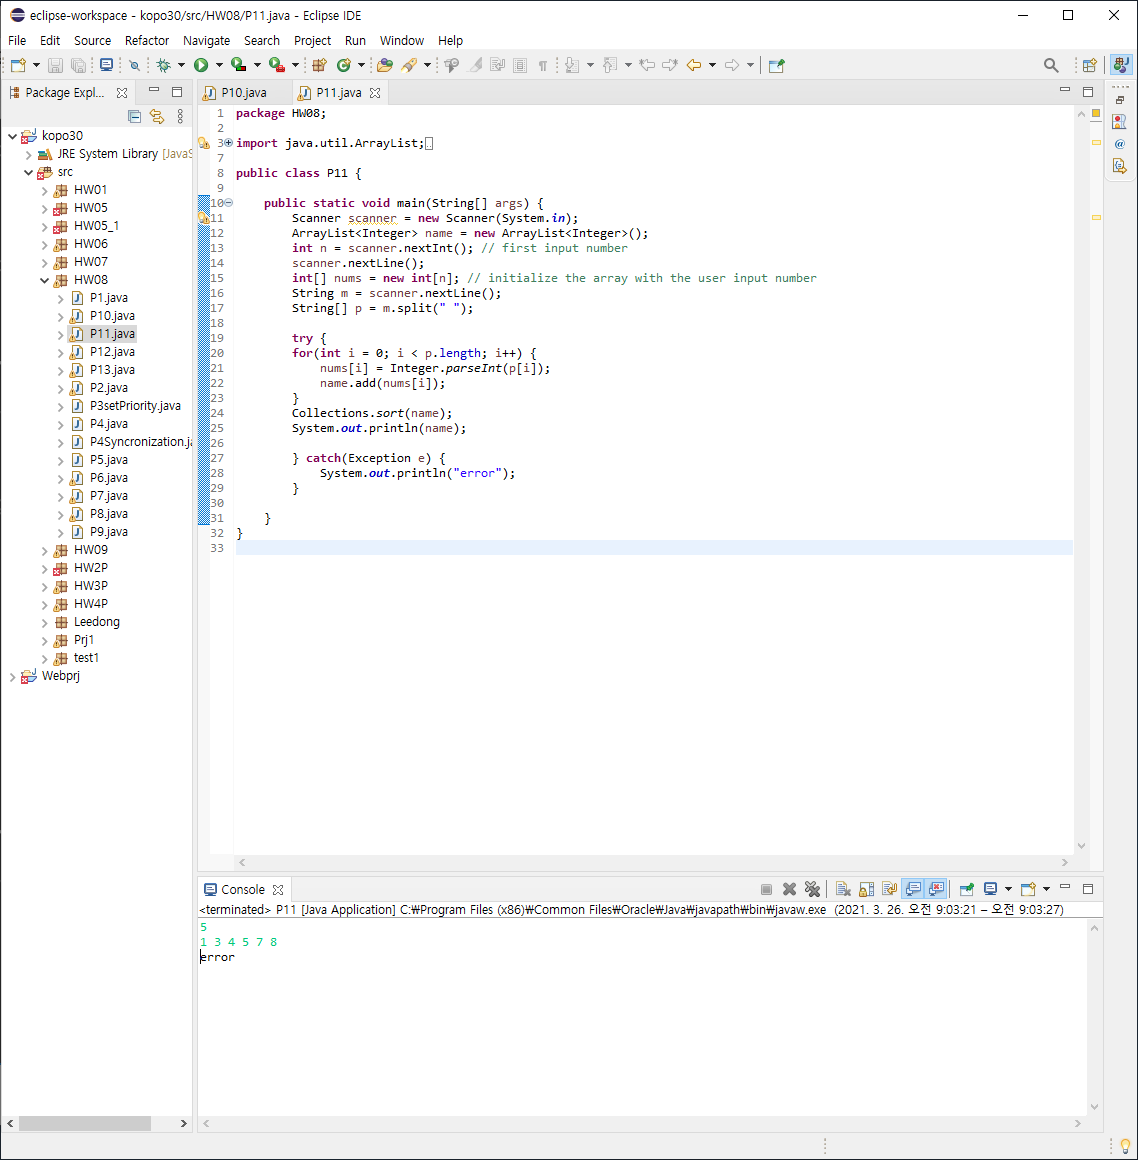 eclipse-workspace - kopo30/src/HW08/P11.java - Eclipse IDE
File Edit Source Refactor Navigate Search Project Run Window Help
Package Expl...
kopo30
JRE System Library [JavaS
src
HW01
HW05
HW05_1
HW06
HW07
HW08
P1.java
P10.java
P11.java
P12.java
P13.java
P2.java
P3setPriority.java
P4.java
P4Syncronization.ja
P5.java
P6.java
P7.java
P8.java
P9.java
HW09
HW2P
HW3P
HW4P
Leedong
Prj1
test1
Webprj
P10.java P11.java
1 package HW08;
2
3 import java.util.ArrayList;
7
8 public class P11 {
9
10 public static void main(String[] args) {
11 Scanner scanner = new Scanner(System.in);
12 ArrayList<Integer> name = new ArrayList<Integer>();
13 int n = scanner.nextInt(); // first input number
14 scanner.nextLine();
15 int[] nums = new int[n]; // initialize the array with the user input number
16 String m = scanner.nextLine();
17 String[] p = m.split(" ");
18
19 try {
20 for(int i = 0; i < p.length; i++) {
21 nums[i] = Integer.parseInt(p[i]);
22 name.add(nums[i]);
23 }
24 Collections.sort(name);
25 System.out.println(name);
26
27 } catch(Exception e) {
28 System.out.println("error");
29 }
30
31 }
32 }
33
Console
<terminated> P11 [Java Application] C:₩Program Files (x86)₩Common Files₩Oracle₩Java₩javapath₩bin₩javaw.exe (2021. 3. 26. 오전 9:03:21 – 오전 9:03:27)
5
1 3 4 5 7 8
error